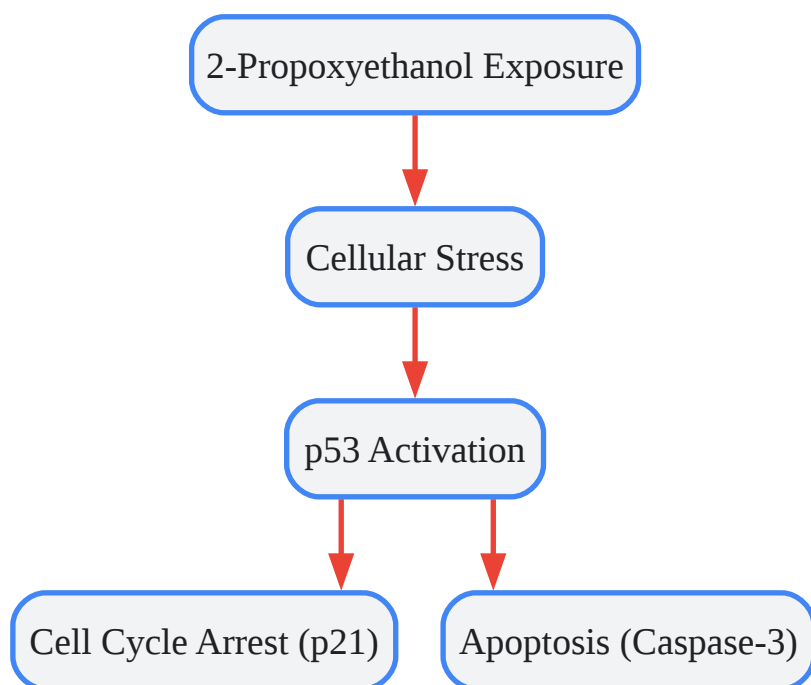 2-Propoxyethanol Exposure
Cellular Stress
p53 Activation
Cell Cycle Arrest (p21)
Apoptosis (Caspase-3)